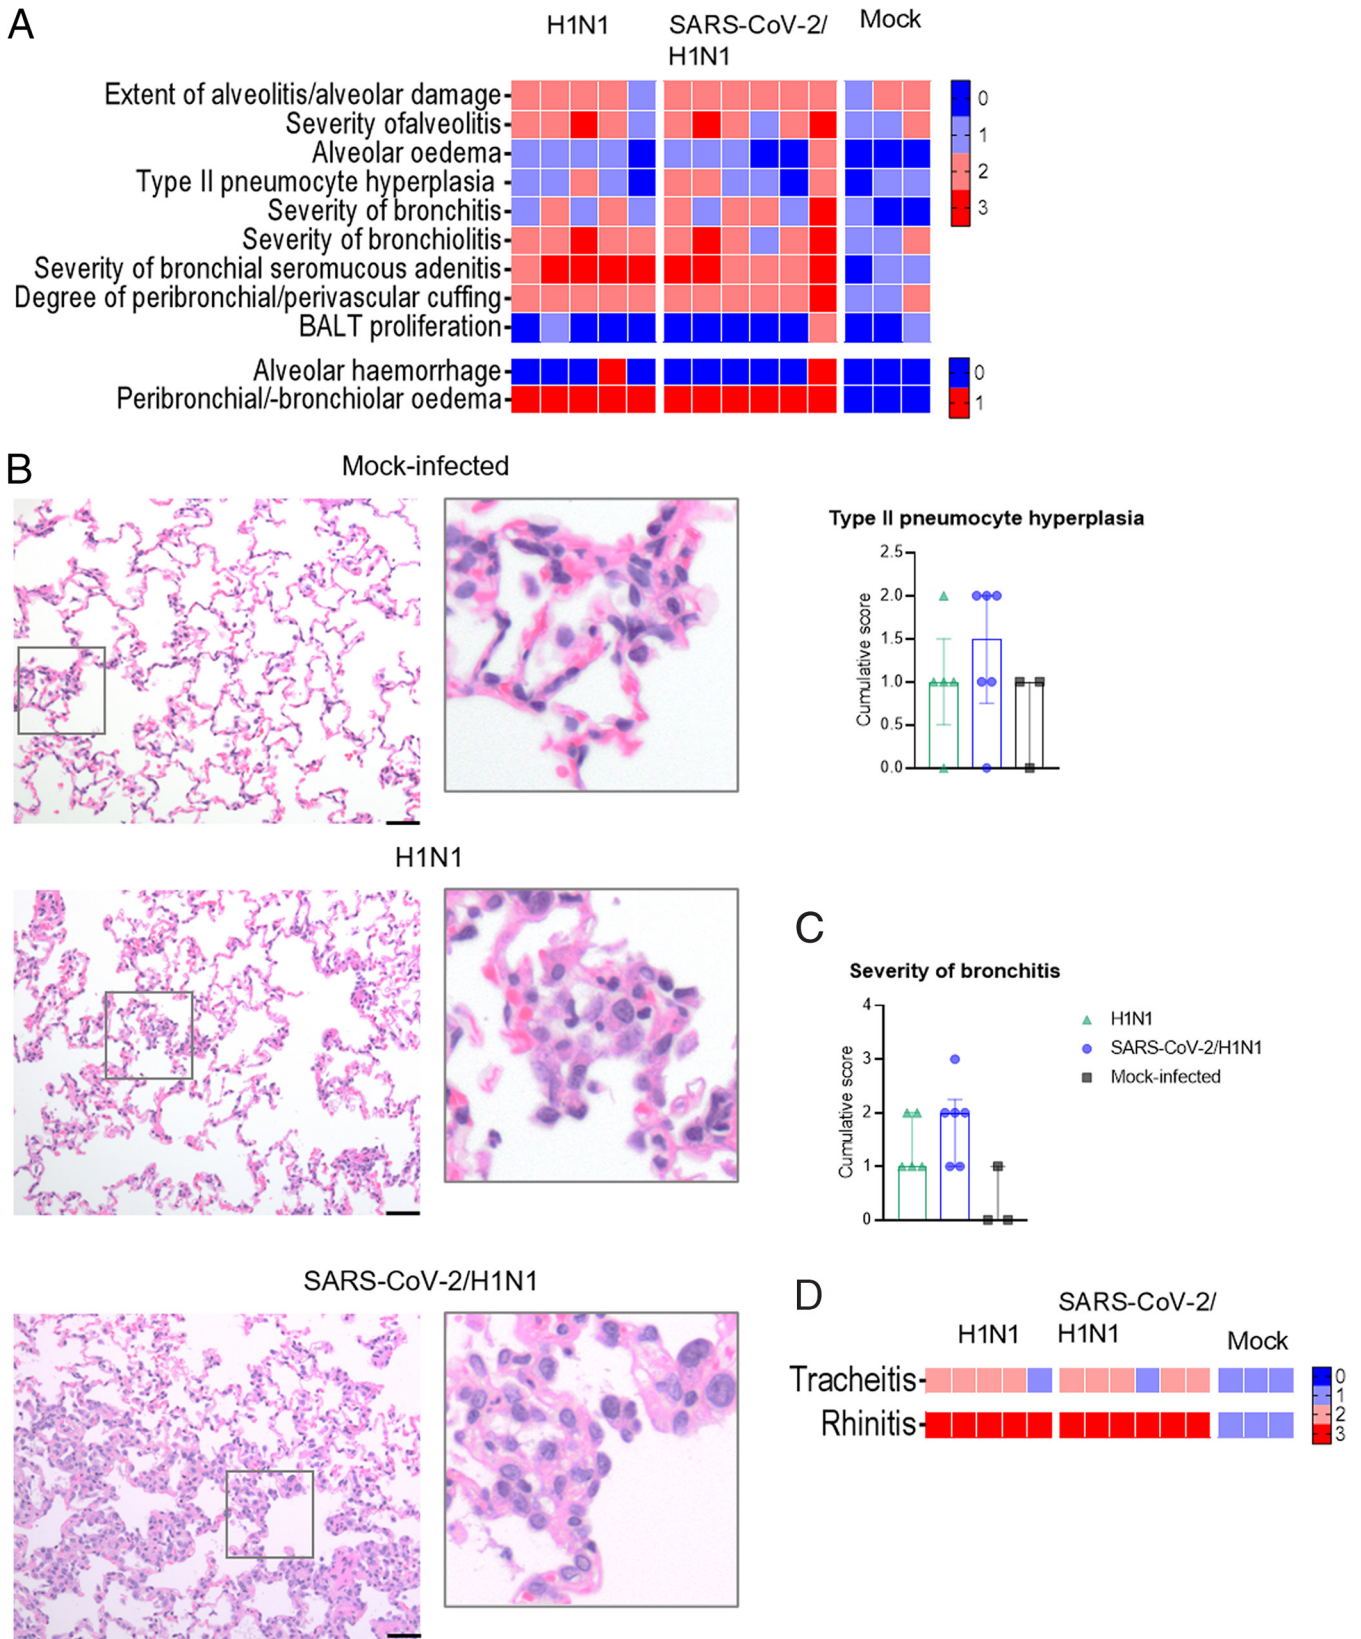 A
H1N1
SARS-CoV-2/
H1N1
Mock
Extent of alveolitis/alveolar damage
Severity ofalveolitis
Alveolar oedema
Type II pneumocyte hyperplasia
Severity of bronchitis
Severity of bronchiolitis
Severity of bronchial seromucous adenitis
Degree of peribronchial/perivascular cuffing
BALT proliferation
0
1
2
3
Alveolar haemorrhage
Peribronchial/-bronchiolar oedema
0
1
B
Mock-infected
Type II pneumocyte hyperplasia
Cumulative score
2.5
2.0
1.5
1.0
0.5
0.0
H1N1
C
Severity of bronchitis
Cumulative score
4
3
2
1
0
H1N1
SARS-CoV-2/H1N1
Mock-infected
SARS-CoV-2/H1N1
D
H1N1
SARS-CoV-2/
H1N1
Mock
Tracheitis
Rhinitis
0
1
2
3